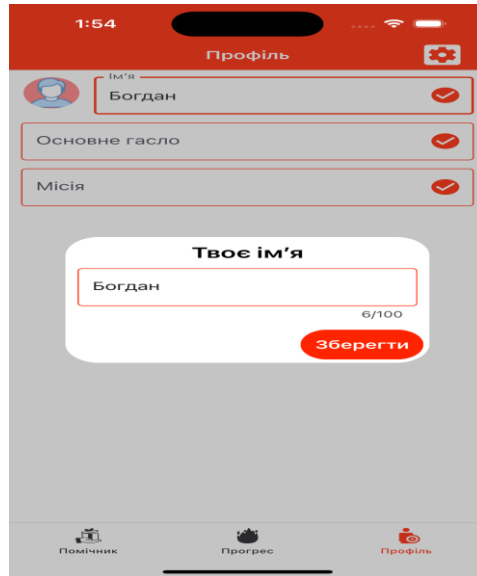 1:54
Профіль
Ім'я
Богдан
Основне гасло
Місія
Твоє ім'я
Богдан
6/100
Зберегти
Помічник Прогрес Профіль